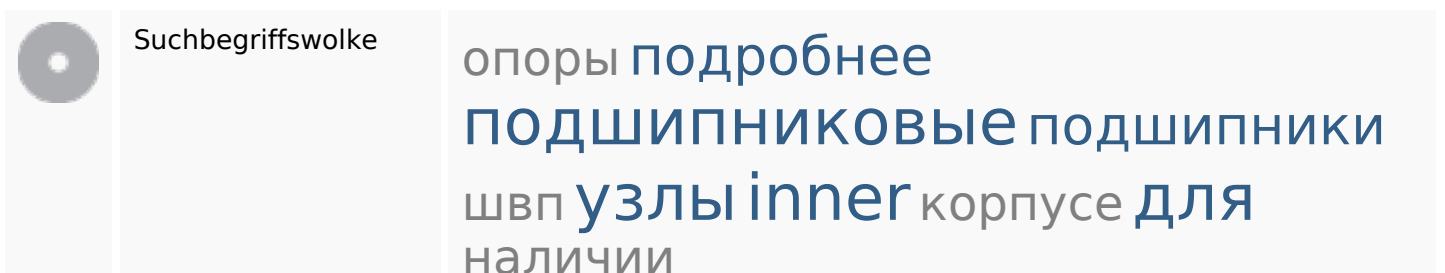 Suchbegriffswolke
опоры подробнее
подшипниковые подшипники
швп узлы inner корпусе для
наличии